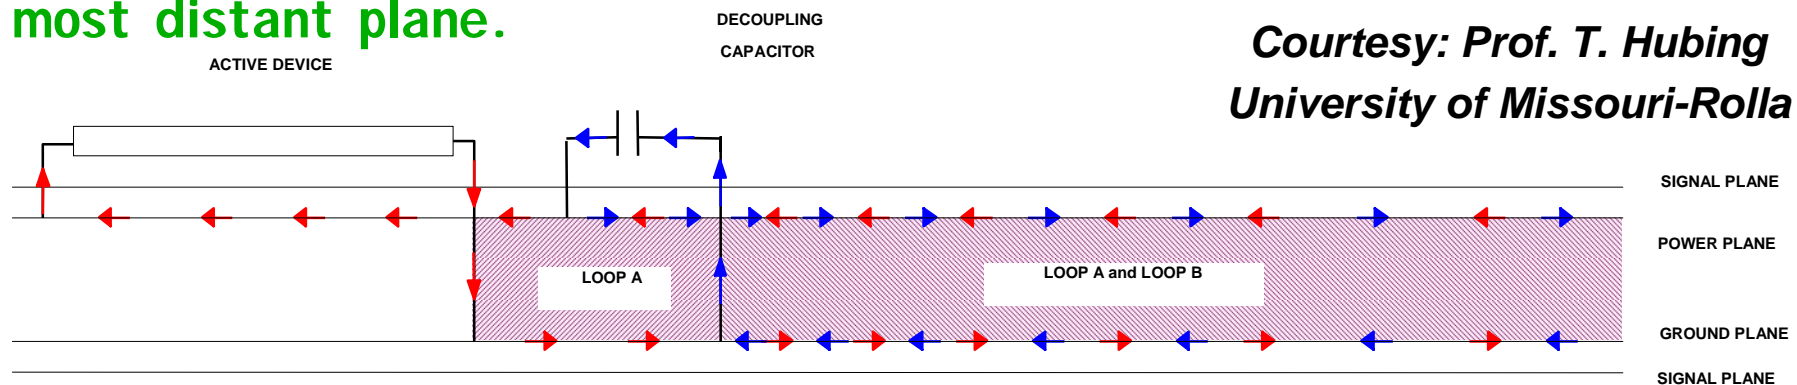 most distant plane.
DECOUPLING
CAPACITOR
ACTIVE DEVICE
Courtesy: Prof. T. Hubing
University of Missouri-Rolla
SIGNAL PLANE
POWER PLANE
LOOP A
LOOP A and LOOP B
GROUND PLANE
SIGNAL PLANE